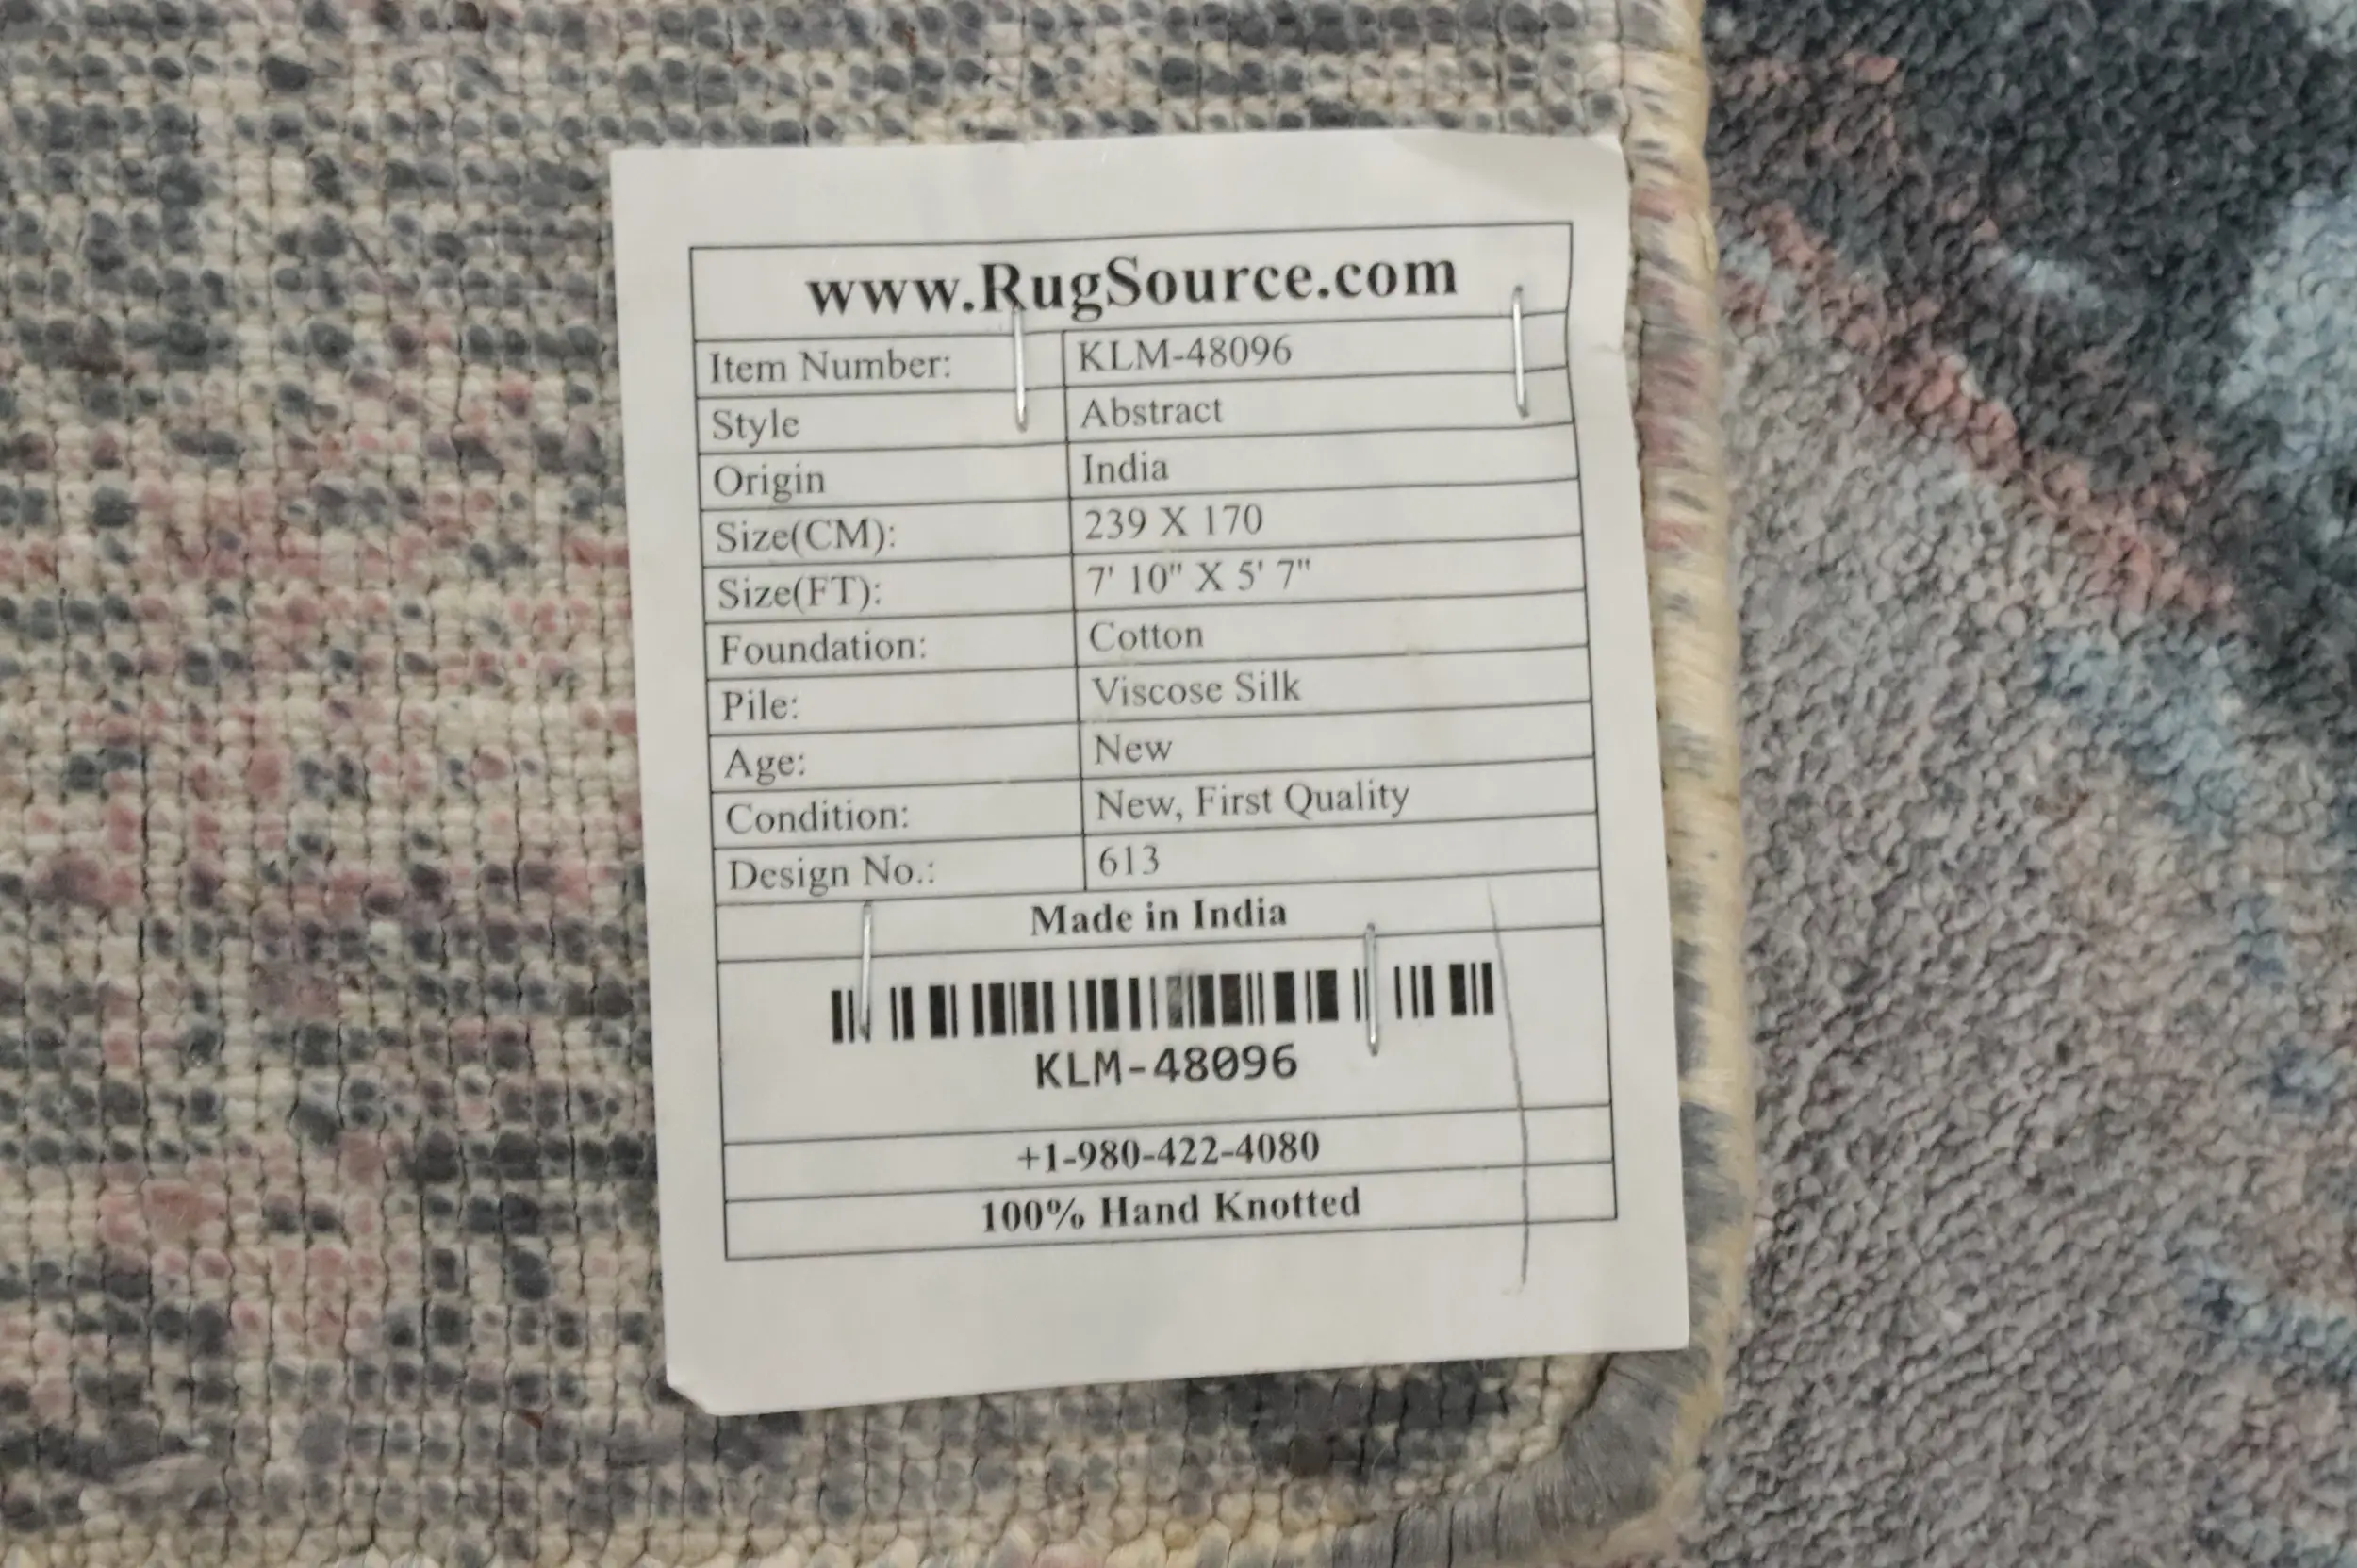 www.RugSource.com
Item Number: KLM-48096
Style Abstract
Origin India
Size(CM): 239 X 170
Size(FT): 7' 10" X 5' 7"
Foundation: Cotton
Pile: Viscose Silk
Age: New
Condition: New, First Quality
Design No.: 613
Made in India
KLM-48096
+1-980-422-4080
100% Hand Knotted